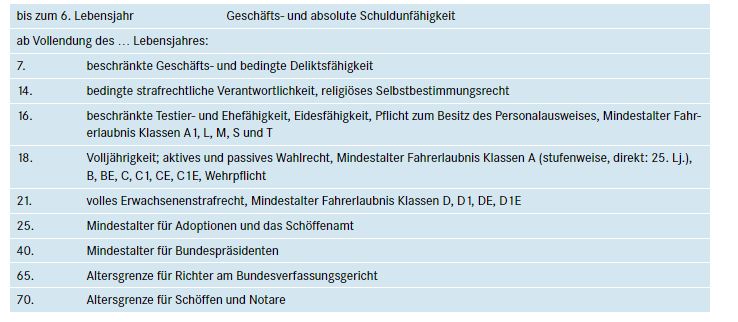 bis zum 6. Lebensjahr Geschäfts- und absolute Schuldunfähigkeit
ab Vollendung des … Lebensjahres:
7. beschränkte Geschäfts- und bedingte Deliktsfähigkeit
14. bedingte strafrechtliche Verantwortlichkeit, religiöses Selbstbestimmungsrecht
16. beschränkte Testier- und Ehefähigkeit, Eidesfähigkeit, Pflicht zum Besitz des Personalausweises, Mindestalter Fahr-
erlaubnis Klassen A1, L, M, S und T
18. Volljährigkeit; aktives und passives Wahlrecht, Mindestalter Fahrerlaubnis Klassen A (stufenweise, direkt: 25. Lj.),
B, BE, C, C1, CE, C1E, Wehrpflicht
21. volles Erwachsenenstrafrecht, Mindestalter Fahrerlaubnis Klassen D, D1, DE, D1E
25. Mindestalter für Adoptionen und das Schöffenamt
40. Mindestalter für Bundespräsidenten
65. Altersgrenze für Richter am Bundesverfassungsgericht
70. Altersgrenze für Schöffen und Notare